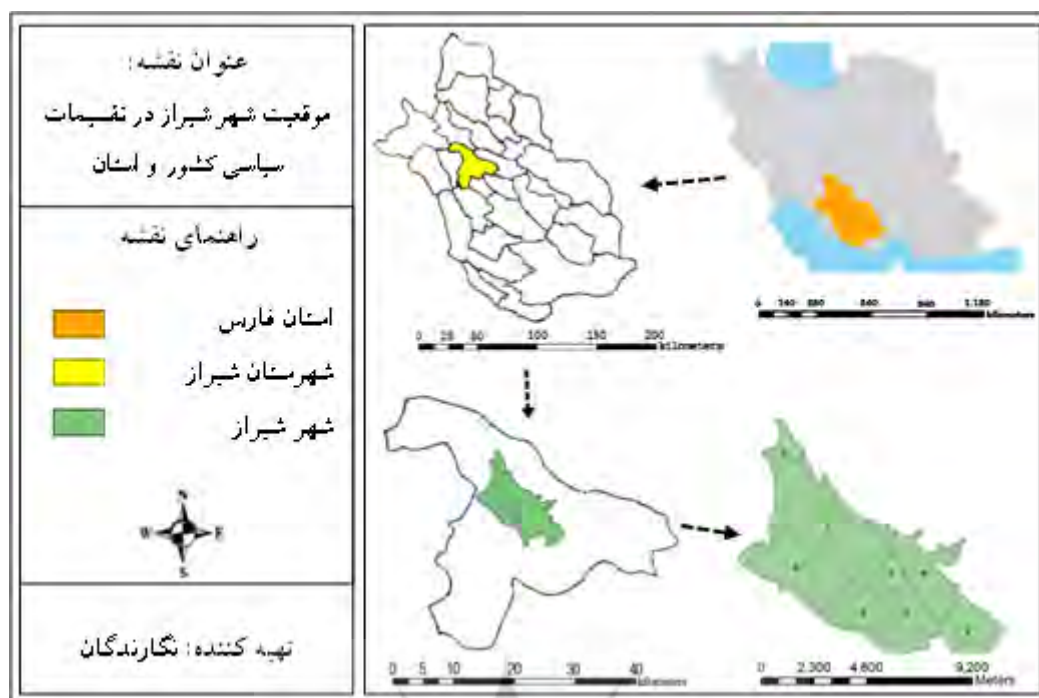 عنوان نقشه:
موقعیت شهر شیراز در تقسیمات
سیاسی کشور و استان
راهنمای نقشه
استان فارس
شهرستان شیراز
شهر شیراز
N
W E
S
تهیه کننده: نگارندگان
0 50 100 150 200
kilometers
kilometers
0 5 10 20 30 40
kilometers
0 2,300 4,600 9,200
Meters